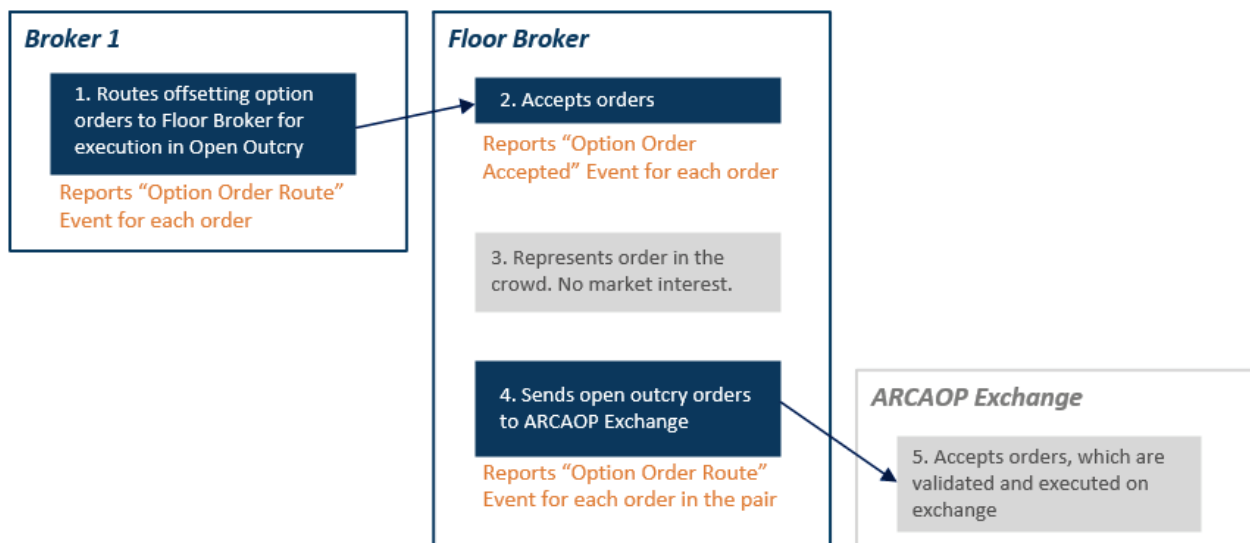 Broker 1
1. Routes offsetting option
orders to Floor Broker for
execution in Open Outcry
Reports “Option Order Route”
Event for each order
Floor Broker
2. Accepts orders
Reports “Option Order
Accepted” Event for each order
3. Represents order in the
crowd. No market interest.
4. Sends open outcry orders
to ARCAOP Exchange
Reports “Option Order Route”
Event for each order in the pair
ARCAOP Exchange
5. Accepts orders, which are
validated and executed on
exchange